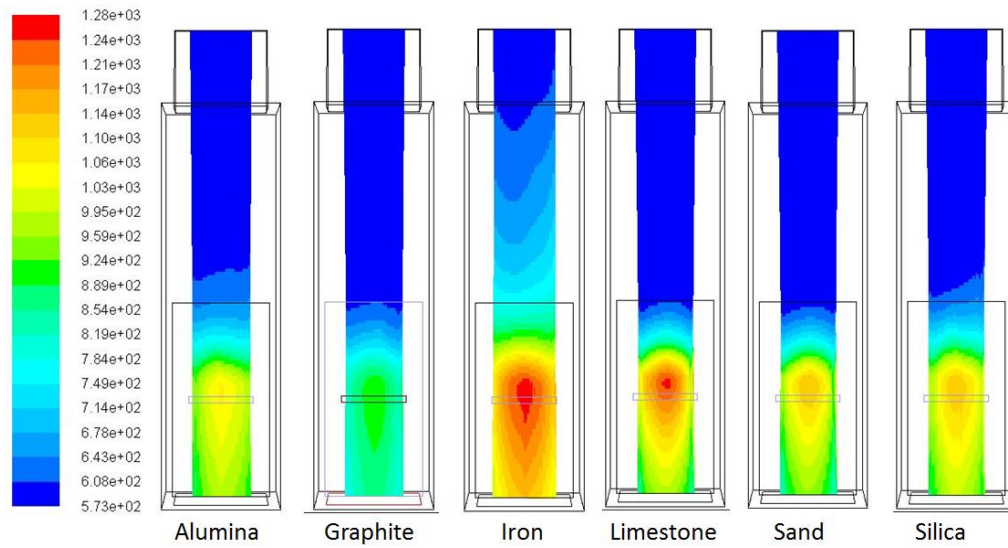 1.28e+03
1.24e+03
1.21e+03
1.17e+03
1.14e+03
1.10e+03
1.06e+03
1.03e+03
9.95e+02
9.59e+02
9.24e+02
8.89e+02
8.54e+02
8.19e+02
7.84e+02
7.49e+02
7.14e+02
6.78e+02
6.43e+02
6.08e+02
5.73e+02
Alumina Graphite Iron Limestone Sand Silica